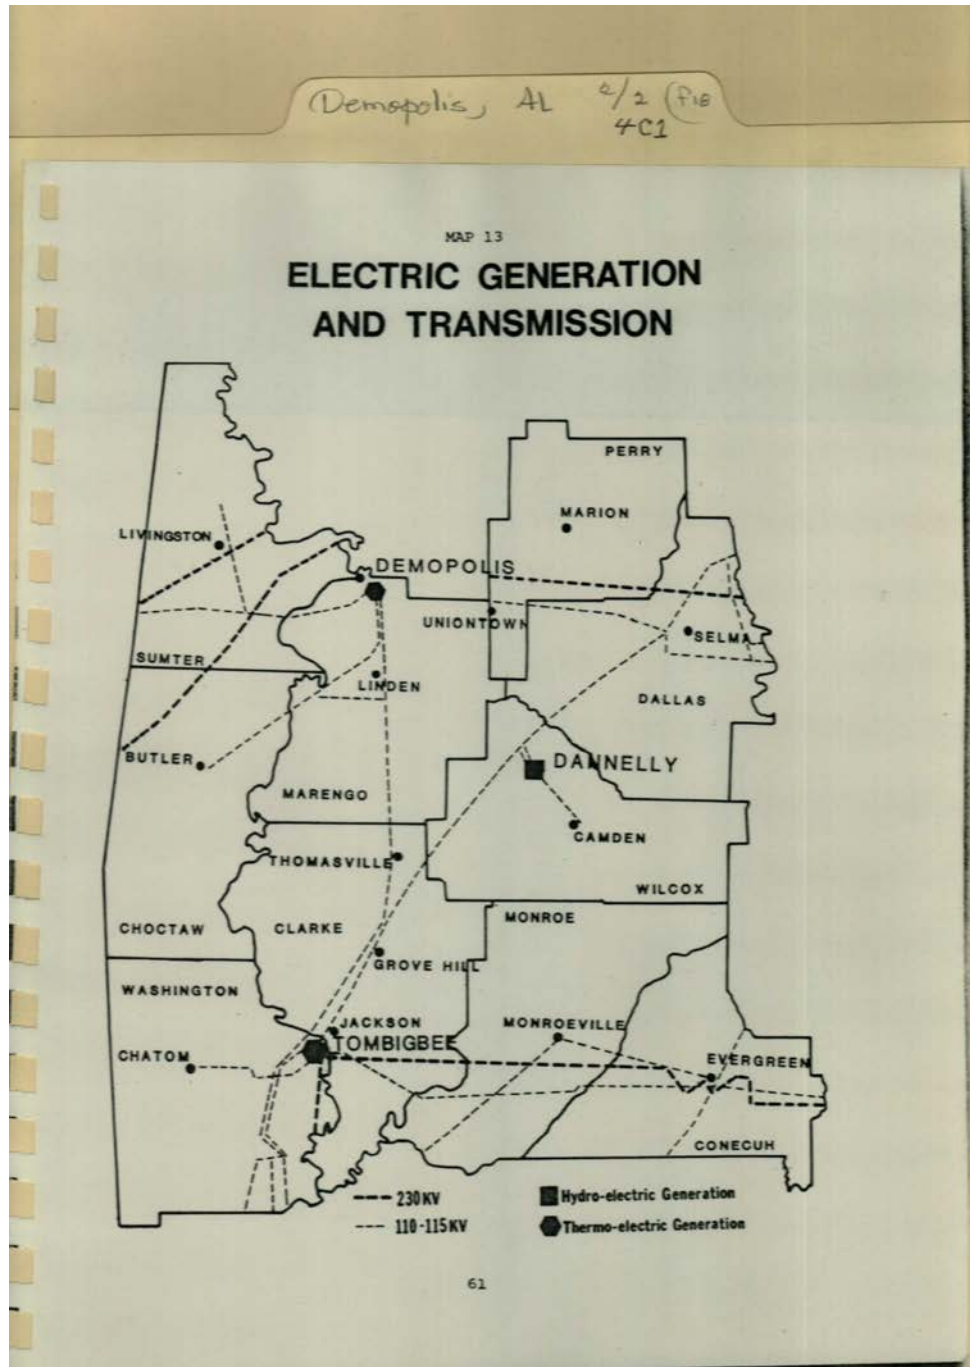 Demopolis, AL 2/2 (FIB
4C1
MAP 13
ELECTRIC GENERATION
AND TRANSMISSION
PERRY
MARION
LIVINGSTON
DEMOPOLIS
UNIONTOWN
SELMA
SUMTER
LINDEN
DALLAS
BUTLER
DANNELLY
MARENGO
CAMDEN
THOMASVILLE
WILCOX
CHOCTAW
CLARKE
MONROE
GROVE HILL
WASHINGTON
JACKSON
MONROEVILLE
TOMBIGBEE
CHATOM
EVERGREEN
CONECUH
230KV
Hydro-electric Generation
110-115KV
Thermo-electric Generation
61